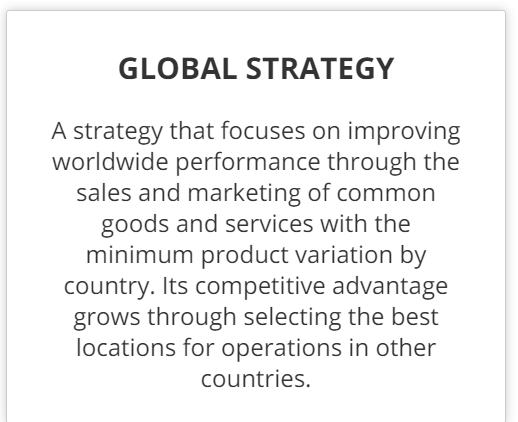 GLOBAL STRATEGY
A strategy that focuses on improving
worldwide performance through the
sales and marketing of common
goods and services with the
minimum product variation by
country. Its competitive advantage
grows through selecting the best
locations for operations in other
countries.